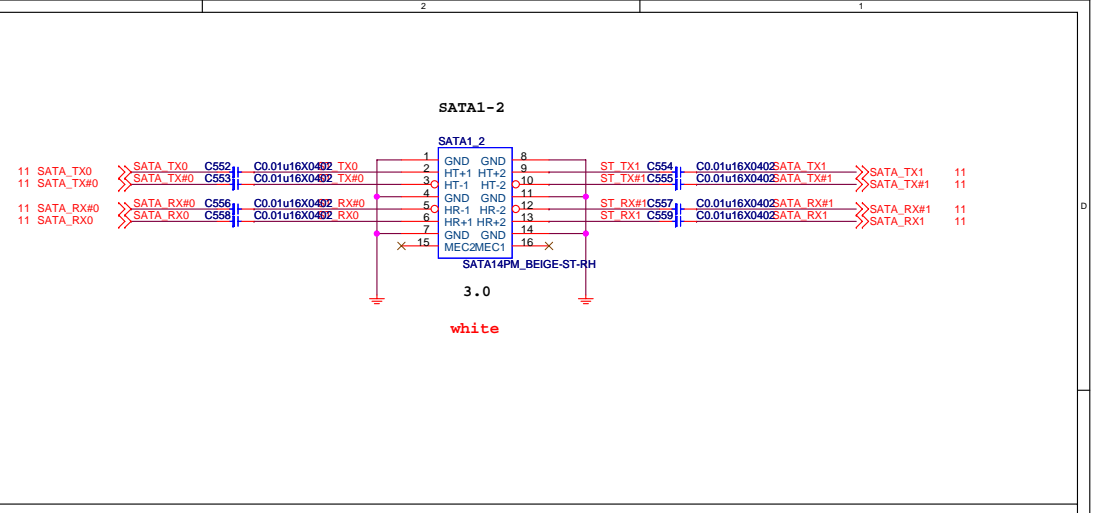 2 1
SATA1-2
SATA1_2
1 GND GND 8
11 SATA_TX0 SATA_TX0 C552 C0.01u16X0402 ST_TX0 2 HT+1 HT+2 9 ST_TX1 C554 C0.01u16X0402 SATA_TX1 SATA_TX1 11
11 SATA_TX#0 SATA_TX#0 C553 C0.01u16X0402 ST_TX#0 3 HT-1 HT-2 10 ST_TX#1 C555 C0.01u16X0402 SATA_TX#1 SATA_TX#1 11
4 GND GND 11
11 SATA_RX#0 SATA_RX#0 C556 C0.01u16X0402 ST_RX#0 5 HR-1 HR-2 12 ST_RX#1 C557 C0.01u16X0402 SATA_RX#1 SATA_RX#1 11
11 SATA_RX0 SATA_RX0 C558 C0.01u16X0402 ST_RX0 6 HR+1 HR+2 13 ST_RX1 C559 C0.01u16X0402 SATA_RX1 SATA_RX1 11
7 GND GND 14
15 MEC2 MEC1 16
SATA14PM_BEIGE-ST-RH
3.0
white
D